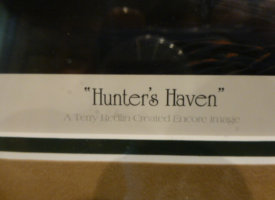 "Hunter's Haven"
A Terry Redlin Created Encore Image